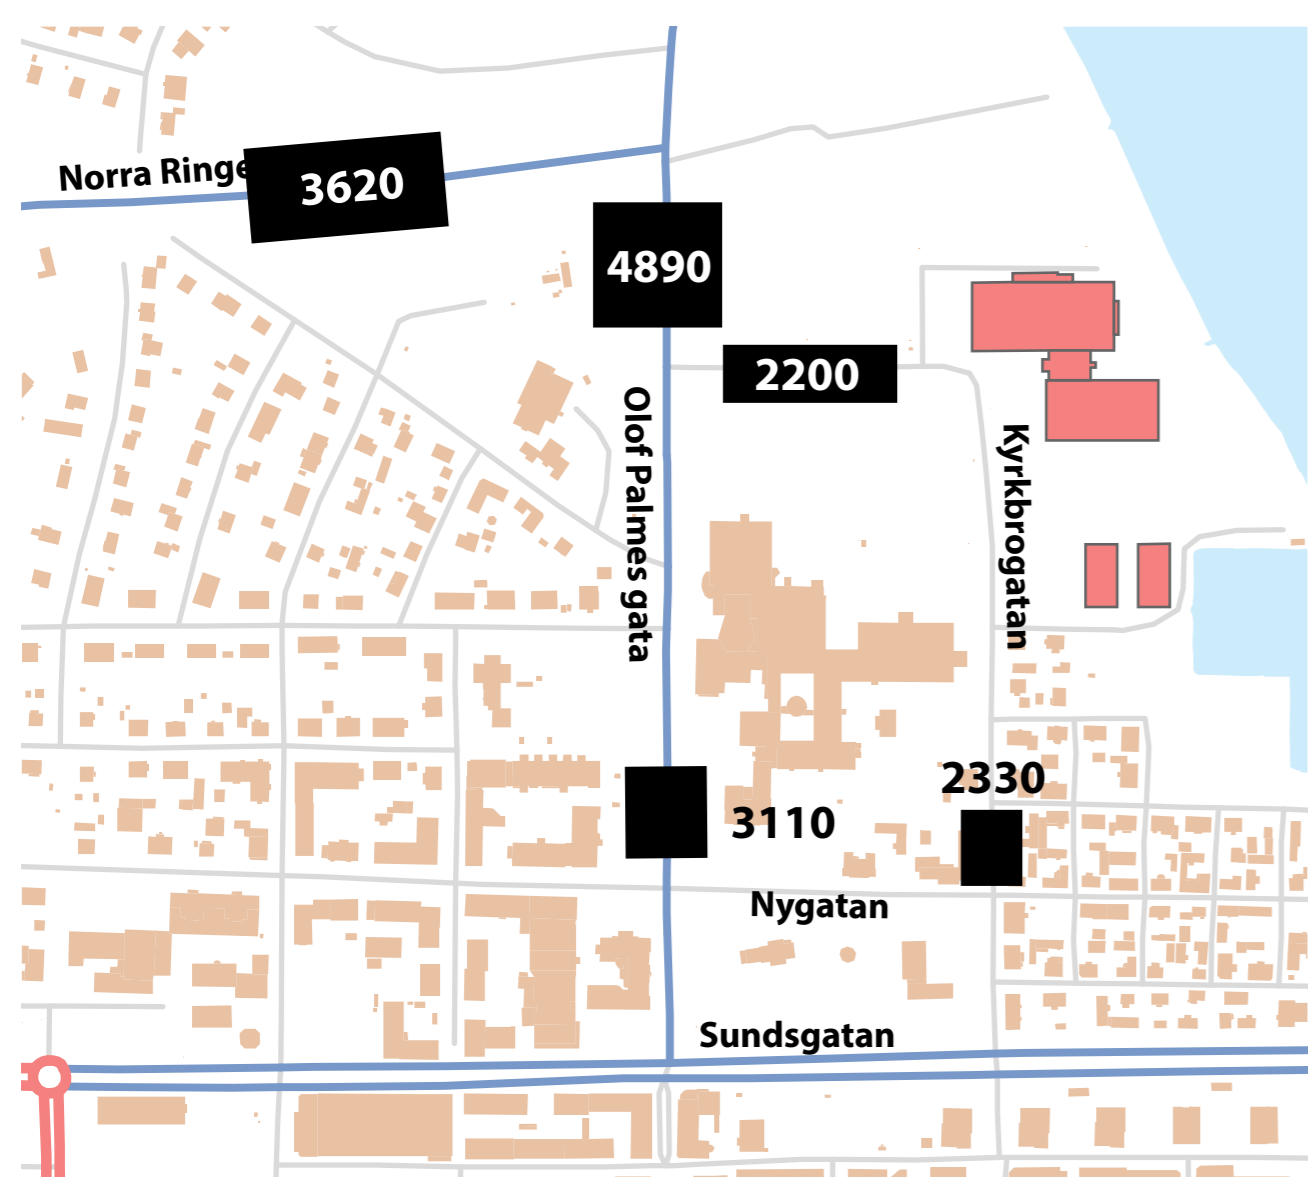 Norra Ringe
3620
4890
2200
Olof Palmes gata
Kyrkbrogatan
2330
3110
Nygatan
Sundsgatan